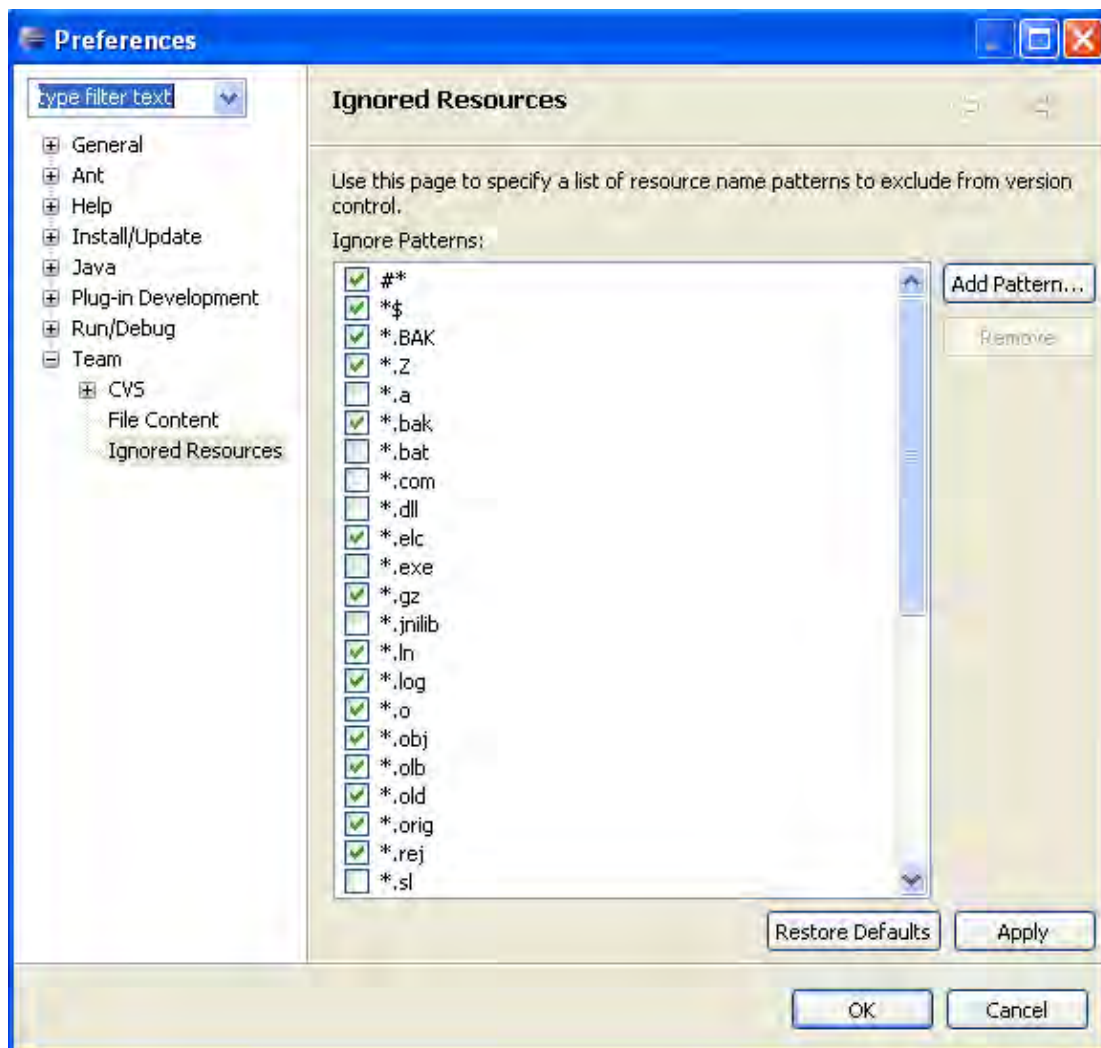 Preferences
type filter text
General
Ant
Help
Install/Update
Java
Plug-in Development
Run/Debug
Team
CVS
File Content
Ignored Resources
Ignored Resources
Use this page to specify a list of resource name patterns to exclude from version
control.
Ignore Patterns:
#*
*$
*.BAK
*.Z
*.a
*.bak
*.bat
*.com
*.dll
*.elc
*.exe
*.gz
*.jnilib
*.ln
*.log
*.o
*.obj
*.olb
*.old
*.orig
*.rej
*.sl
Add Pattern...
Remove
Restore Defaults
Apply
OK
Cancel